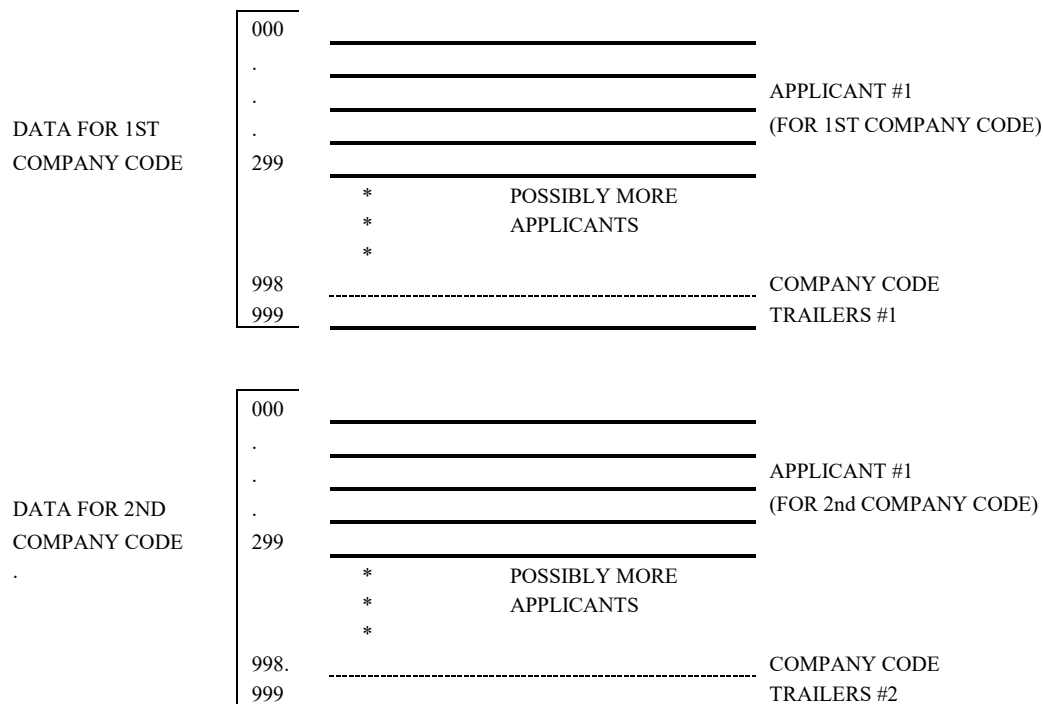 000
.
. APPLICANT #1
DATA FOR 1ST . (FOR 1ST COMPANY CODE)
COMPANY CODE 299
* POSSIBLY MORE
* APPLICANTS
*
998 COMPANY CODE
999 TRAILERS #1
000
.
. APPLICANT #1
DATA FOR 2ND . (FOR 2nd COMPANY CODE)
COMPANY CODE 299
. * POSSIBLY MORE
* APPLICANTS
*
998. COMPANY CODE
999 TRAILERS #2